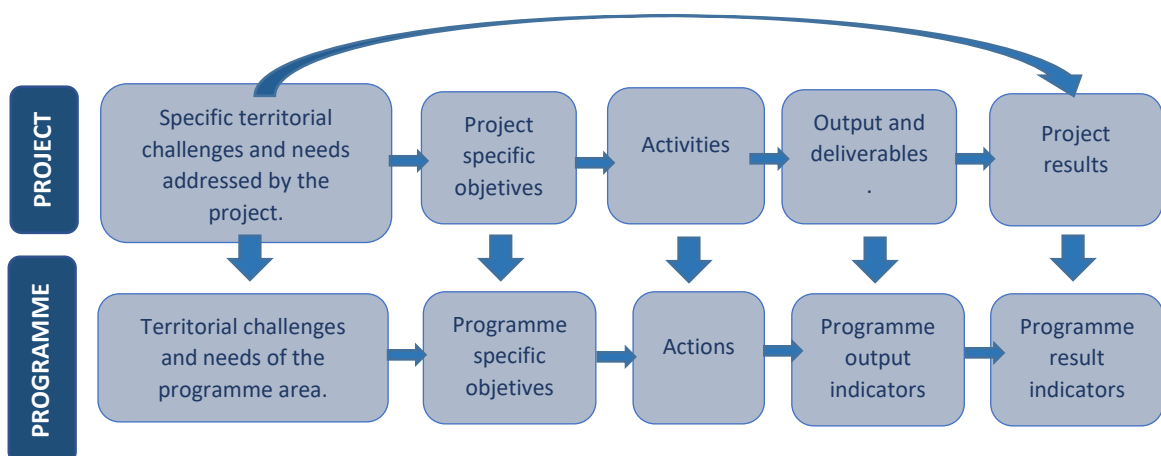 PROJECT
Specific territorial
challenges and needs
addressed by the
project.
Project
specific
objetives
Activities
Output and
deliverables
.
Project
results
PROGRAMME
Territorial challenges
and needs of the
programme area.
Programme
specific
objetives
Actions
Programme
output
indicators
Programme
result
indicators